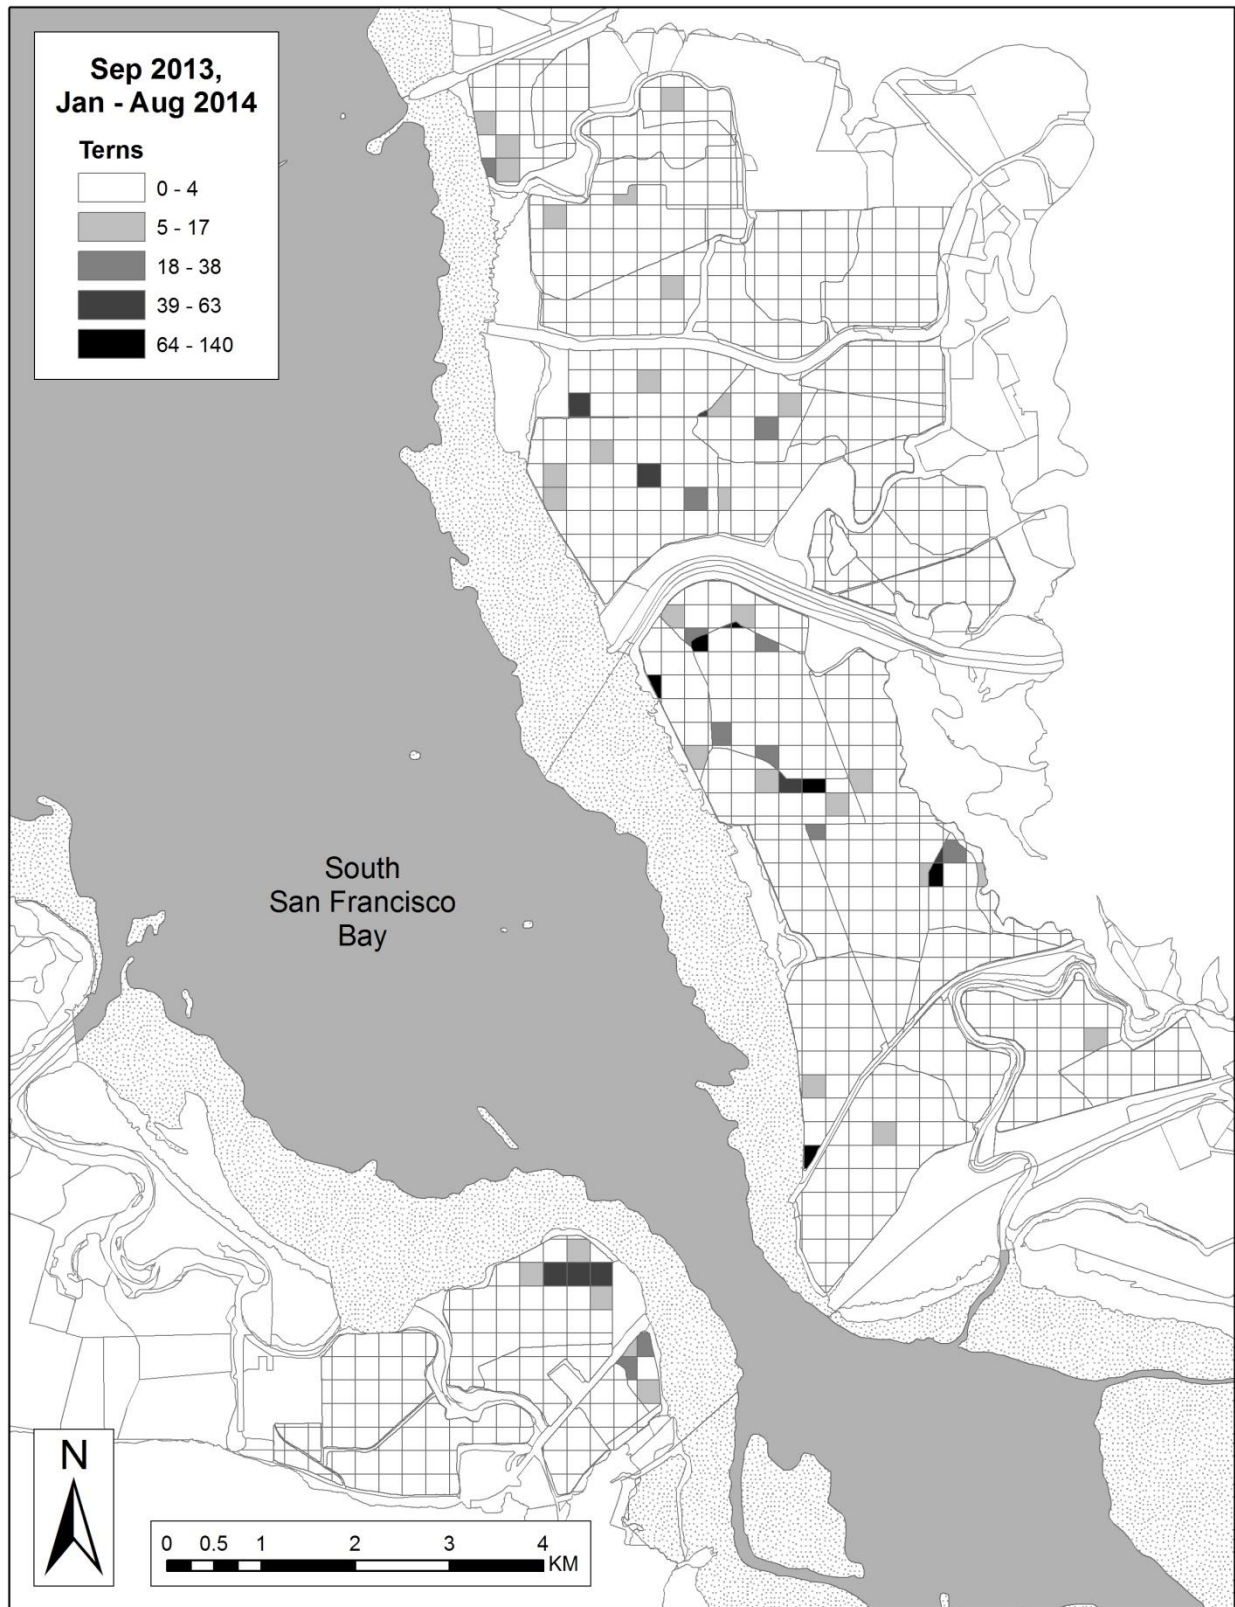 Sep 2013,
Jan - Aug 2014
Terns
0 - 4
5 - 17
18 - 38
39 - 63
64 - 140
South
San Francisco
Bay
N
0 0.5 1 2 3 4
KM